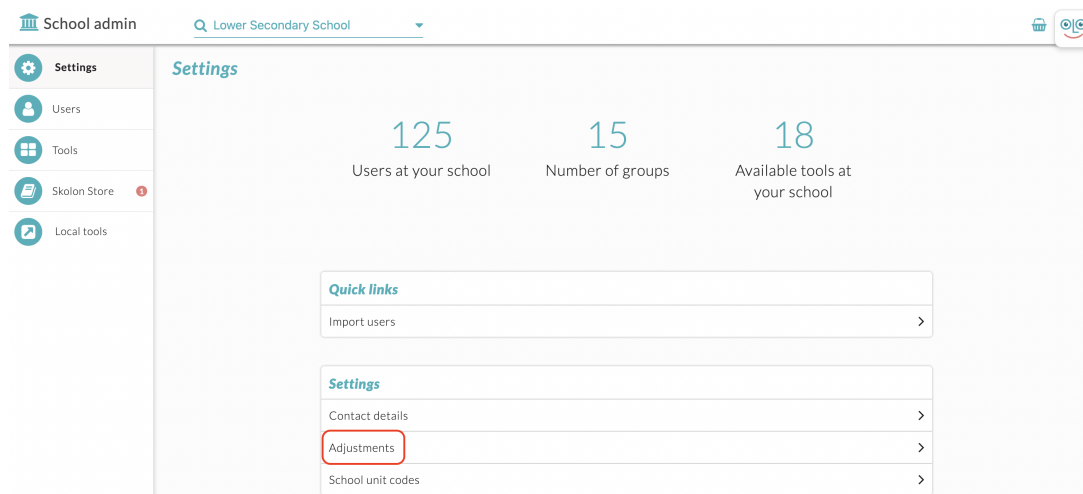 School admin
Lower Secondary School
Settings
Users
Tools
Skolon Store 1
Local tools
Settings
125
Users at your school
15
Number of groups
18
Available tools at
your school
Quick links
Import users
Settings
Contact details
Adjustments
School unit codes